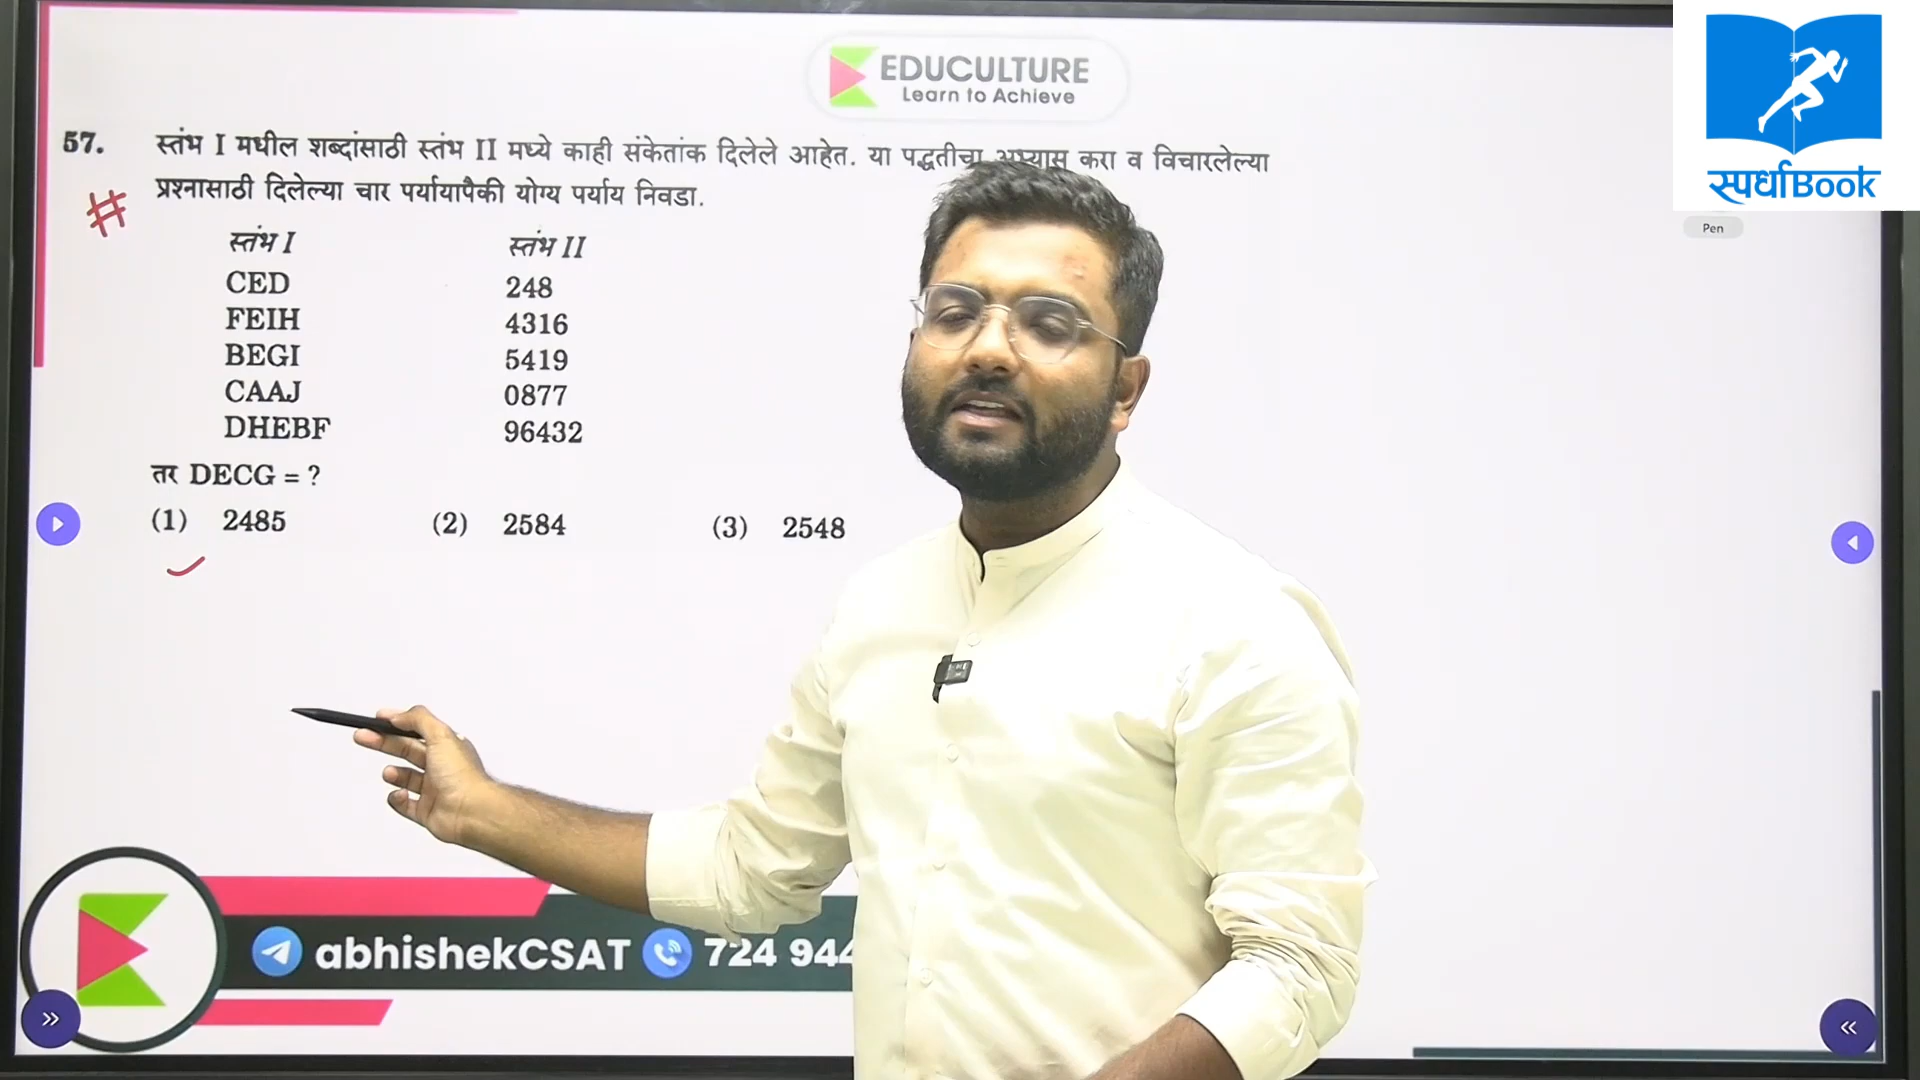 EDUCULTURE
Learn to Achieve
स्पर्धाBook
Pen
57. स्तंभ I मधील शब्दांसाठी स्तंभ II मध्ये काही संकेतांक दिलेले आहेत. या पद्धतीचा अभ्यास करा व विचारलेल्या
प्रश्नासाठी दिलेल्या चार पर्यायापैकी योग्य पर्याय निवडा.
#
स्तंभ I स्तंभ II
CED 248
FEIH 4316
BEGI 5419
CAAJ 0877
DHEBF 96432
तर DECG = ?
(1) 2485 (2) 2584 (3) 2548
abhishekCSAT 724 944